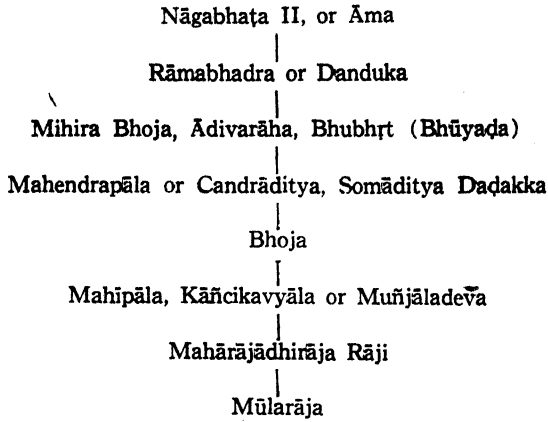 Nāgabhaṭa II, or Āma
Rāmabhadra or Danduka
Mihira Bhoja, Ādivarāha, Bhubhṛt (Bhūyaḍa)
Mahendrapāla or Candrāditya, Somāditya Daḍakka
Bhoja
Mahīpāla, Kāñcikavyāla or Muñjāladeva
Mahārājādhirāja Rāji
Mūlarāja